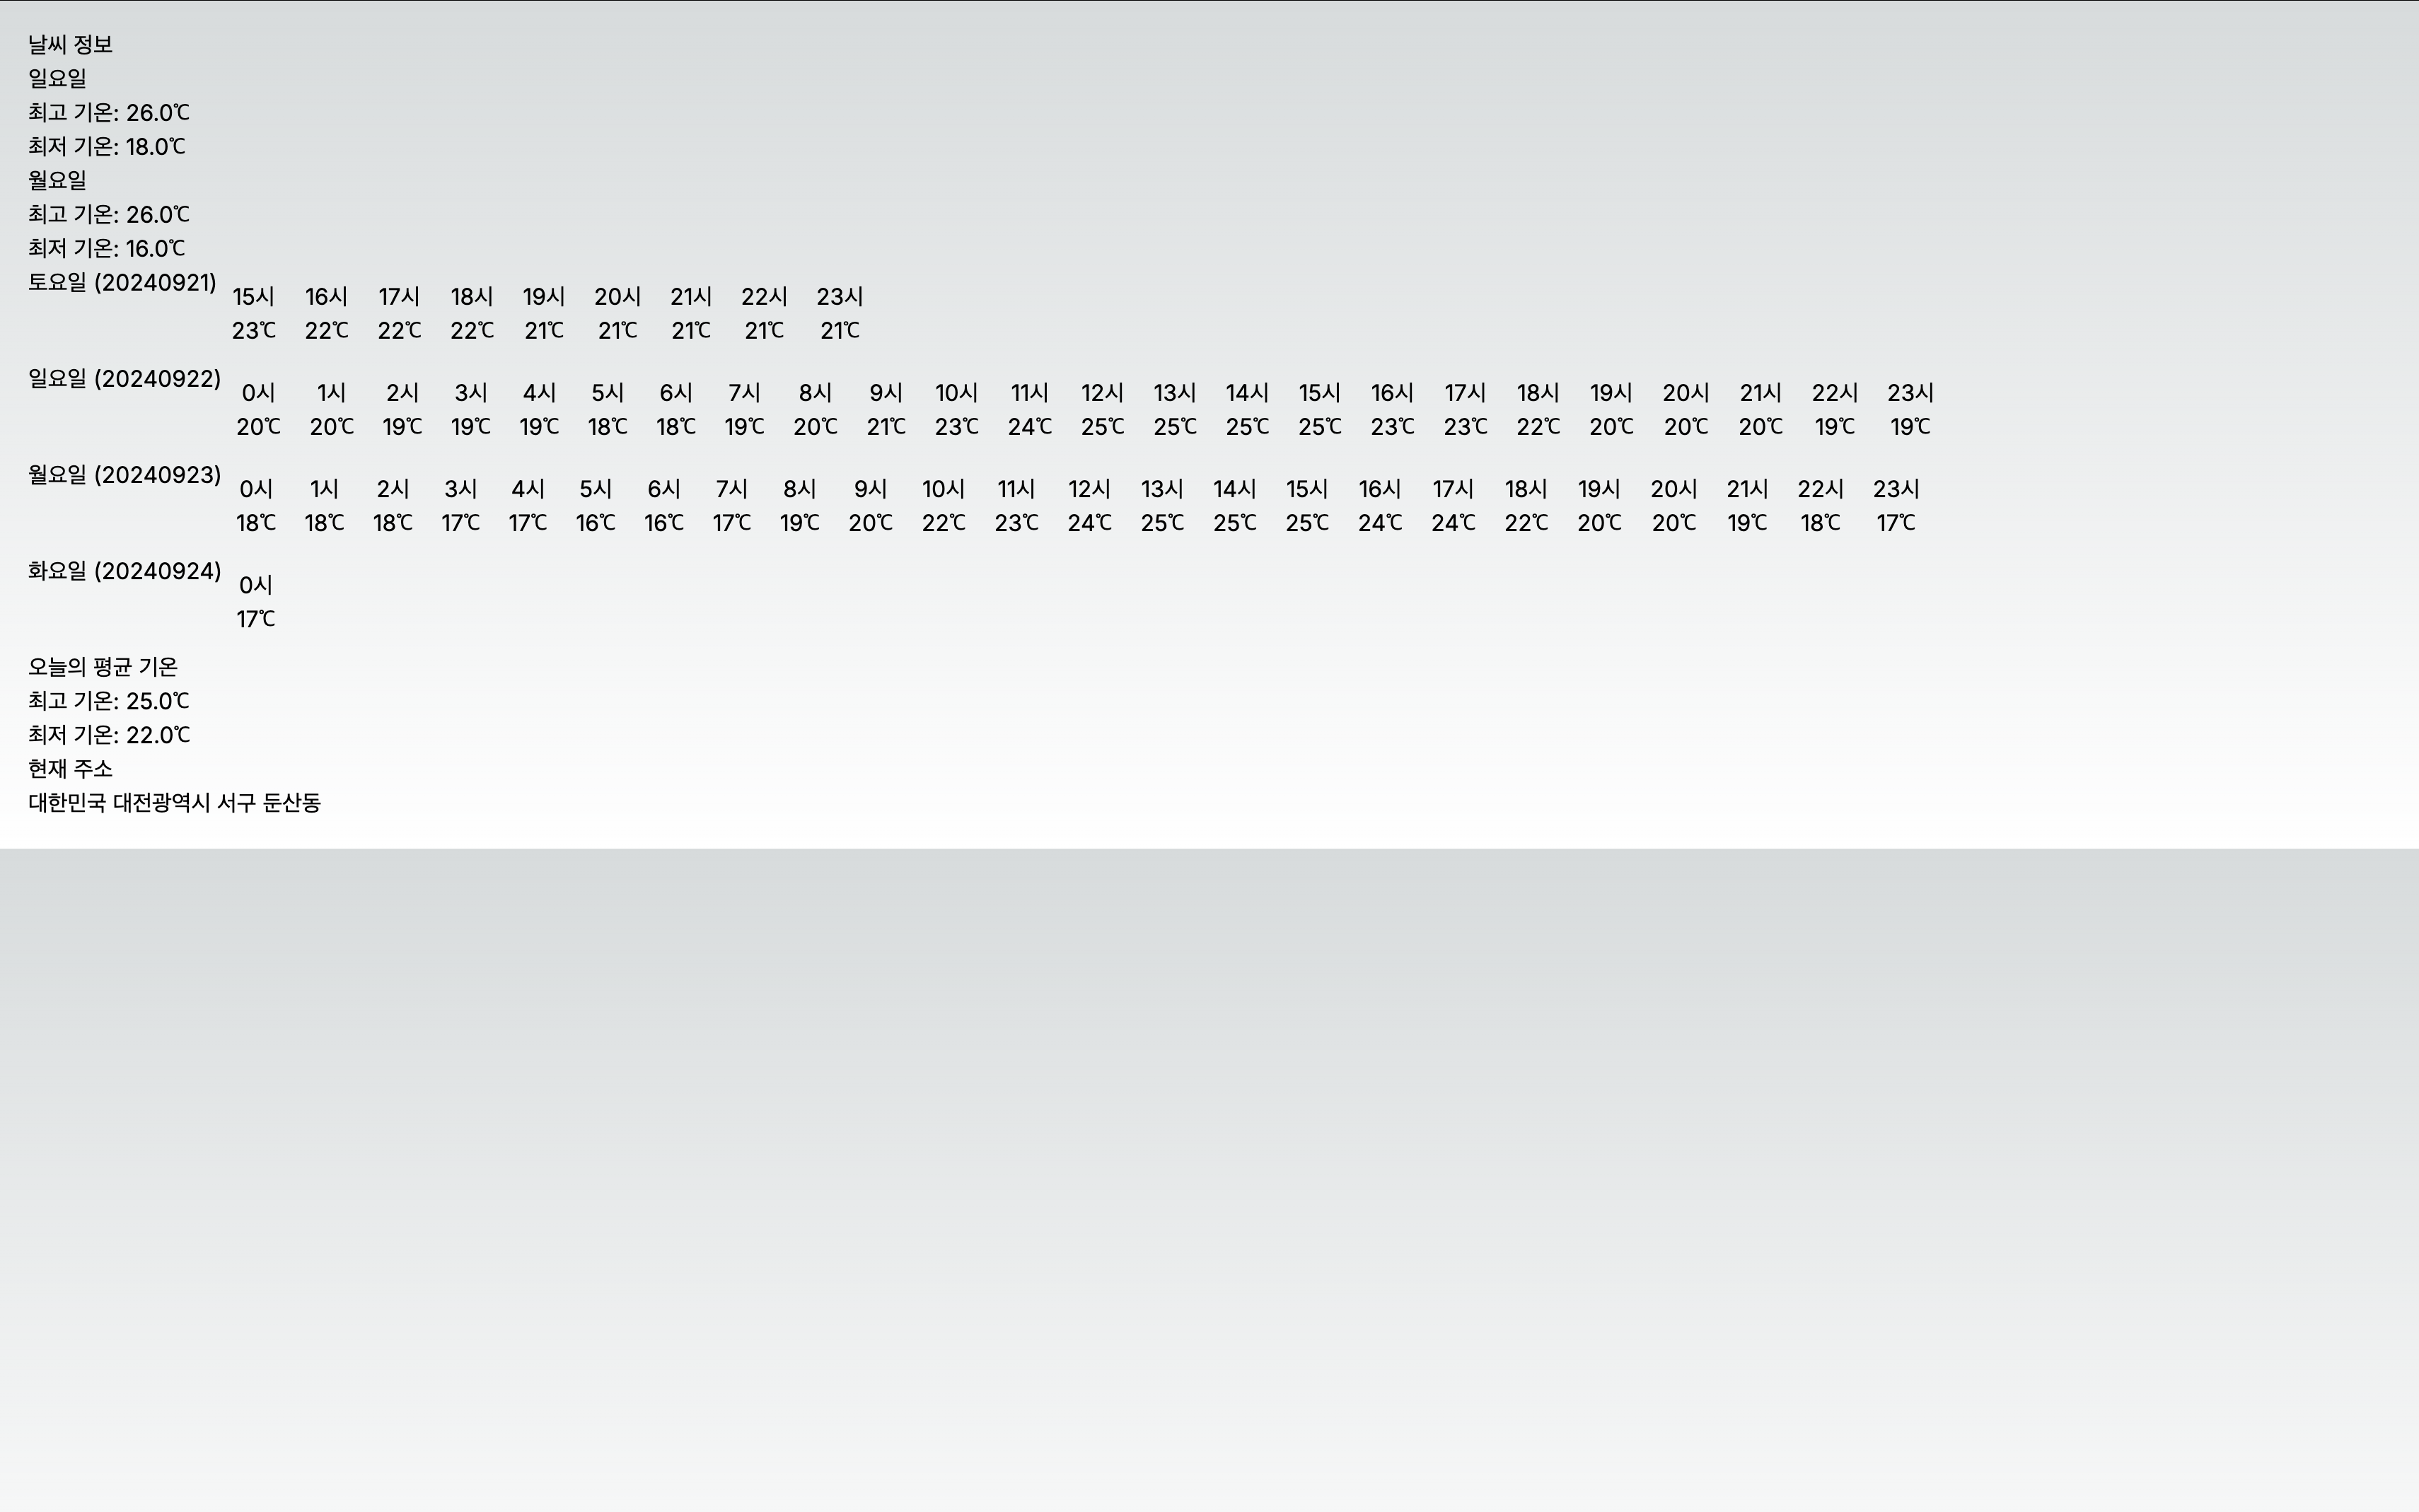 날씨 정보
일요일
최고 기온: 26.0℃
최저 기온: 18.0℃
월요일
최고 기온: 26.0℃
최저 기온: 16.0℃
토요일 (20240921)
15시 16시 17시 18시 19시 20시 21시 22시 23시
23℃ 22℃ 22℃ 22℃ 21℃ 21℃ 21℃ 21℃ 21℃
일요일 (20240922)
0시 1시 2시 3시 4시 5시 6시 7시 8시 9시 10시 11시 12시 13시 14시 15시 16시 17시 18시 19시 20시 21시 22시 23시
20℃ 20℃ 19℃ 19℃ 19℃ 18℃ 18℃ 19℃ 20℃ 21℃ 23℃ 24℃ 25℃ 25℃ 25℃ 25℃ 23℃ 23℃ 22℃ 20℃ 20℃ 20℃ 19℃ 19℃
월요일 (20240923)
0시 1시 2시 3시 4시 5시 6시 7시 8시 9시 10시 11시 12시 13시 14시 15시 16시 17시 18시 19시 20시 21시 22시 23시
18℃ 18℃ 18℃ 17℃ 17℃ 16℃ 16℃ 17℃ 19℃ 20℃ 22℃ 23℃ 24℃ 25℃ 25℃ 25℃ 24℃ 24℃ 22℃ 20℃ 20℃ 19℃ 18℃ 17℃
화요일 (20240924)
0시
17℃
오늘의 평균 기온
최고 기온: 25.0℃
최저 기온: 22.0℃
현재 주소
대한민국 대전광역시 서구 둔산동